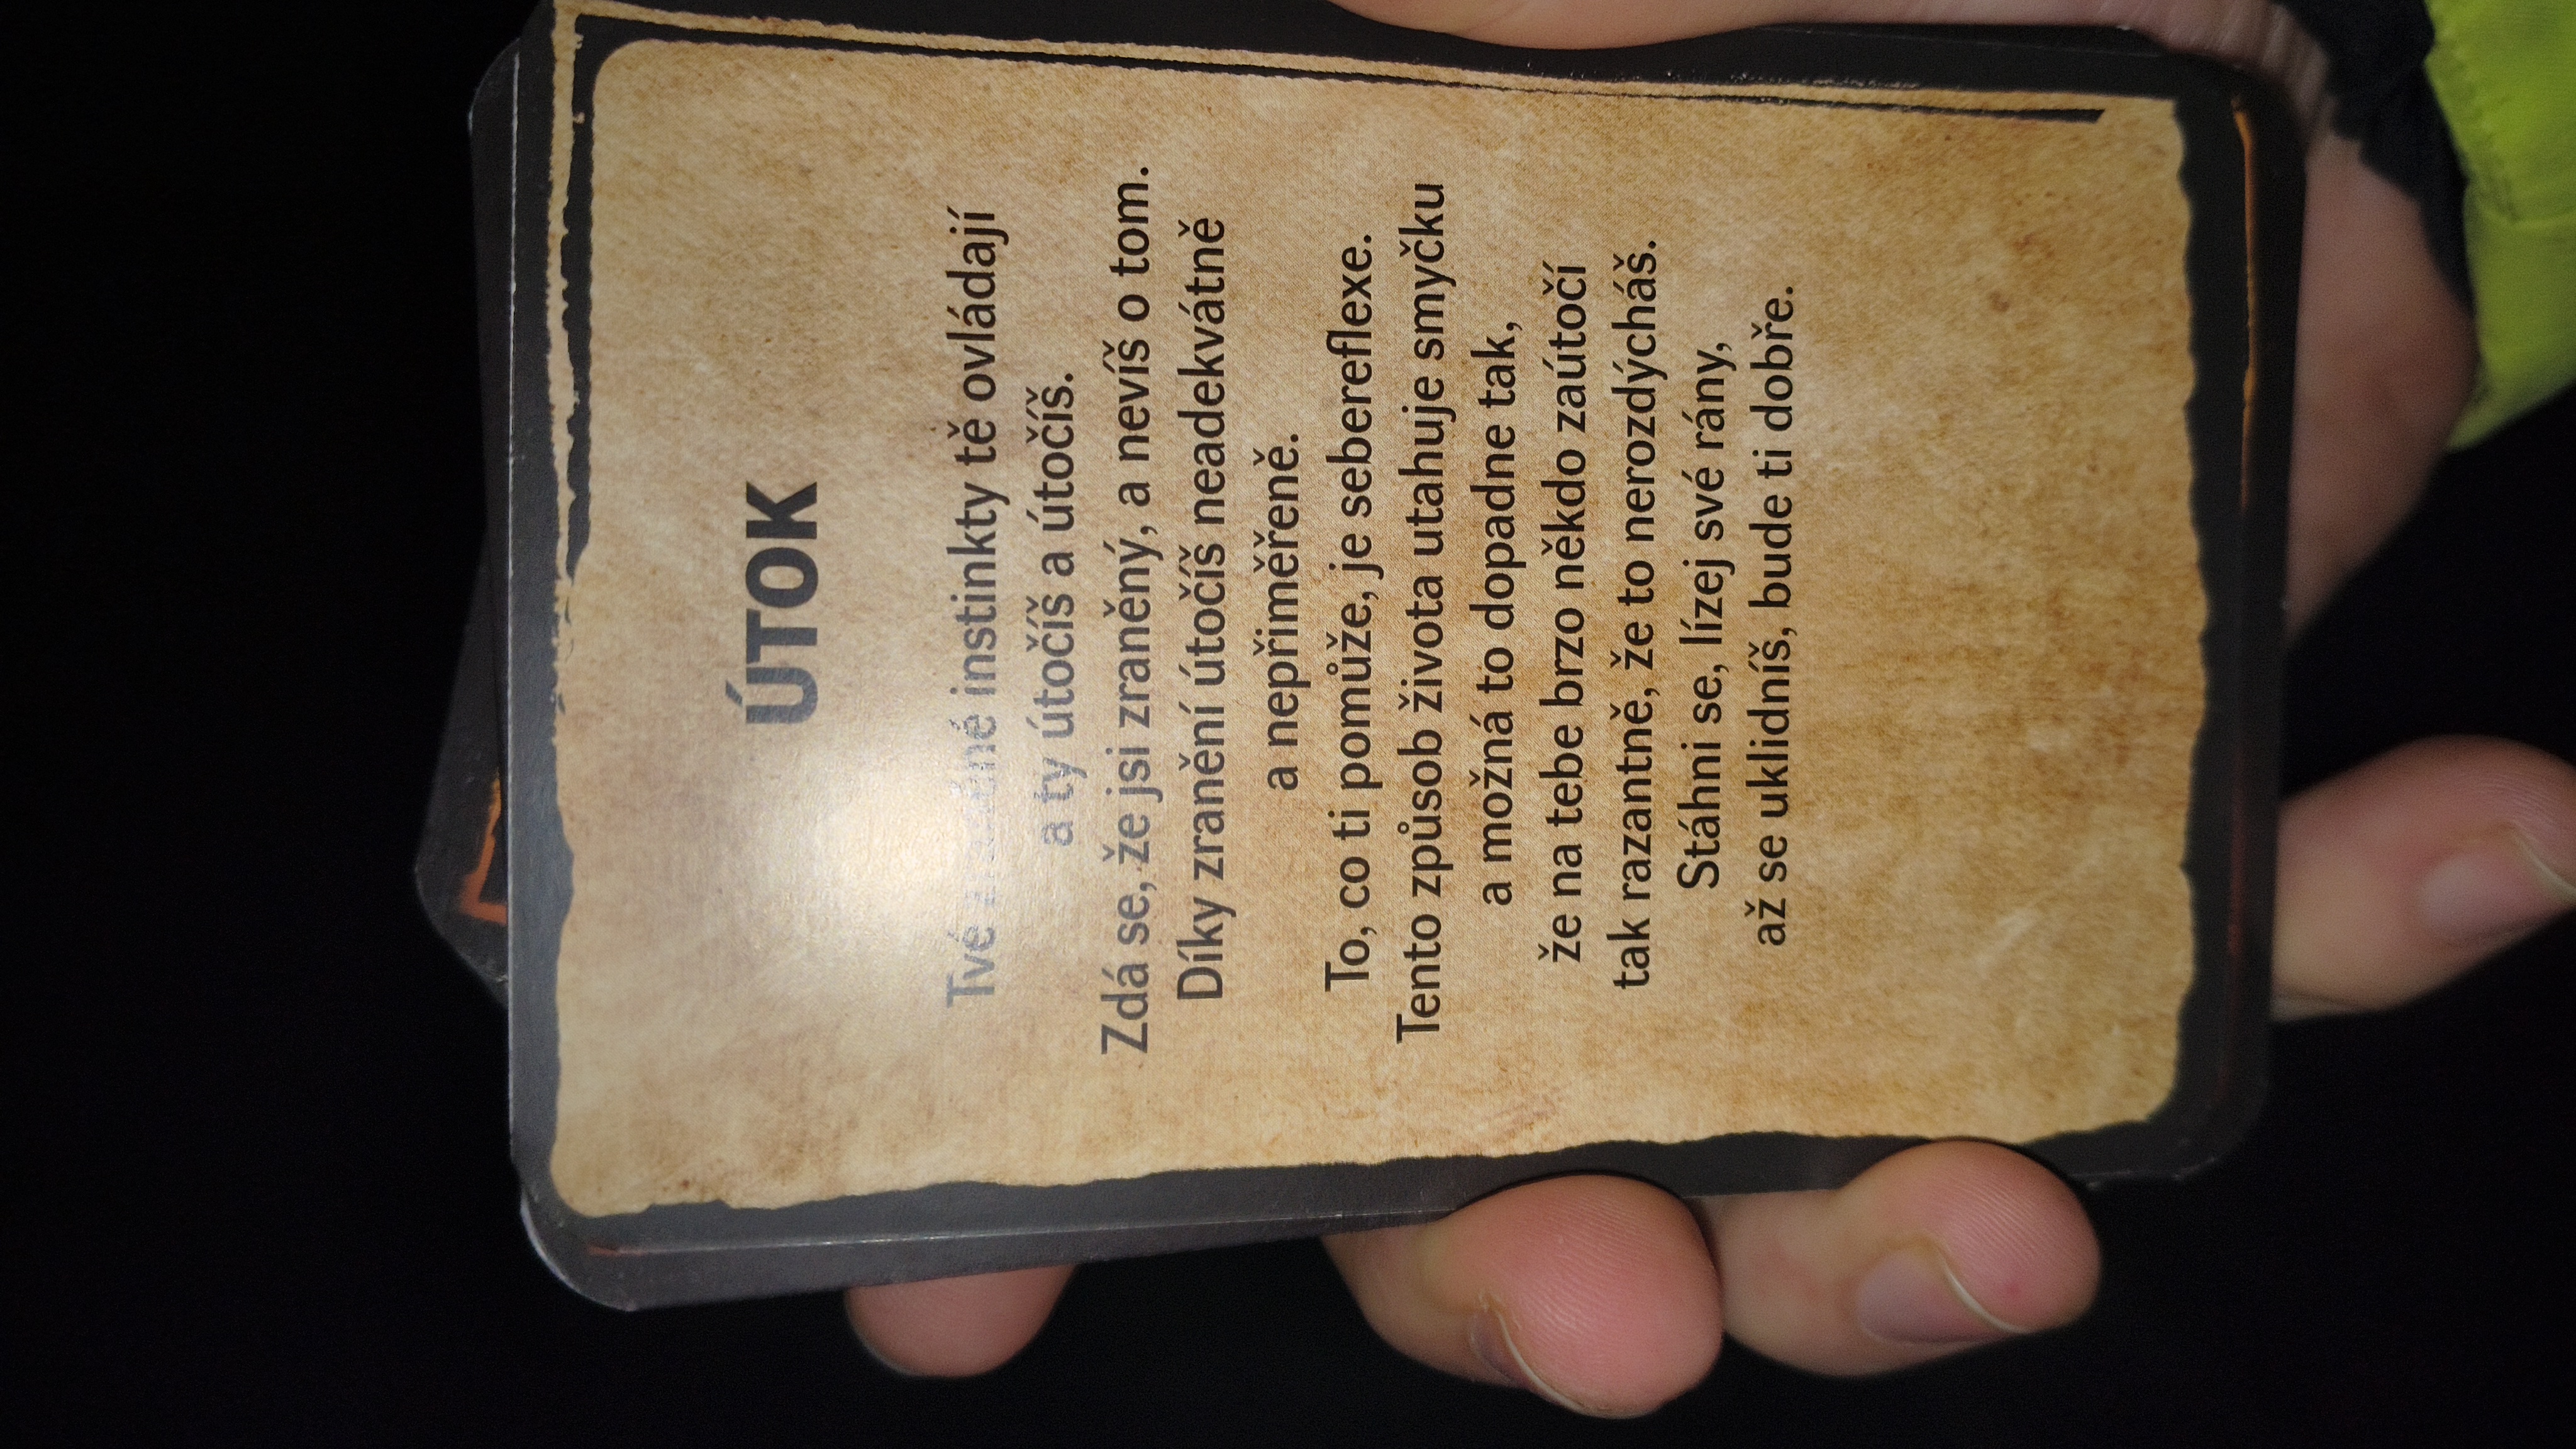 ÚTOK
Tvé zraněné instinkty tě ovládají
a ty útočíš a útočíš.
Zdá se, že jsi zraněný, a nevíš o tom.
Díky zranění útočíš neadekvátně
a nepřiměřeně.
To, co ti pomůže, je sebereflexe.
Tento způsob života utahuje smyčku
a možná to dopadne tak,
že na tebe brzo někdo zaútočí
tak razantně, že to nerozdýcháš.
Stáhni se, lízej své rány,
až se uklidníš, bude ti dobře.